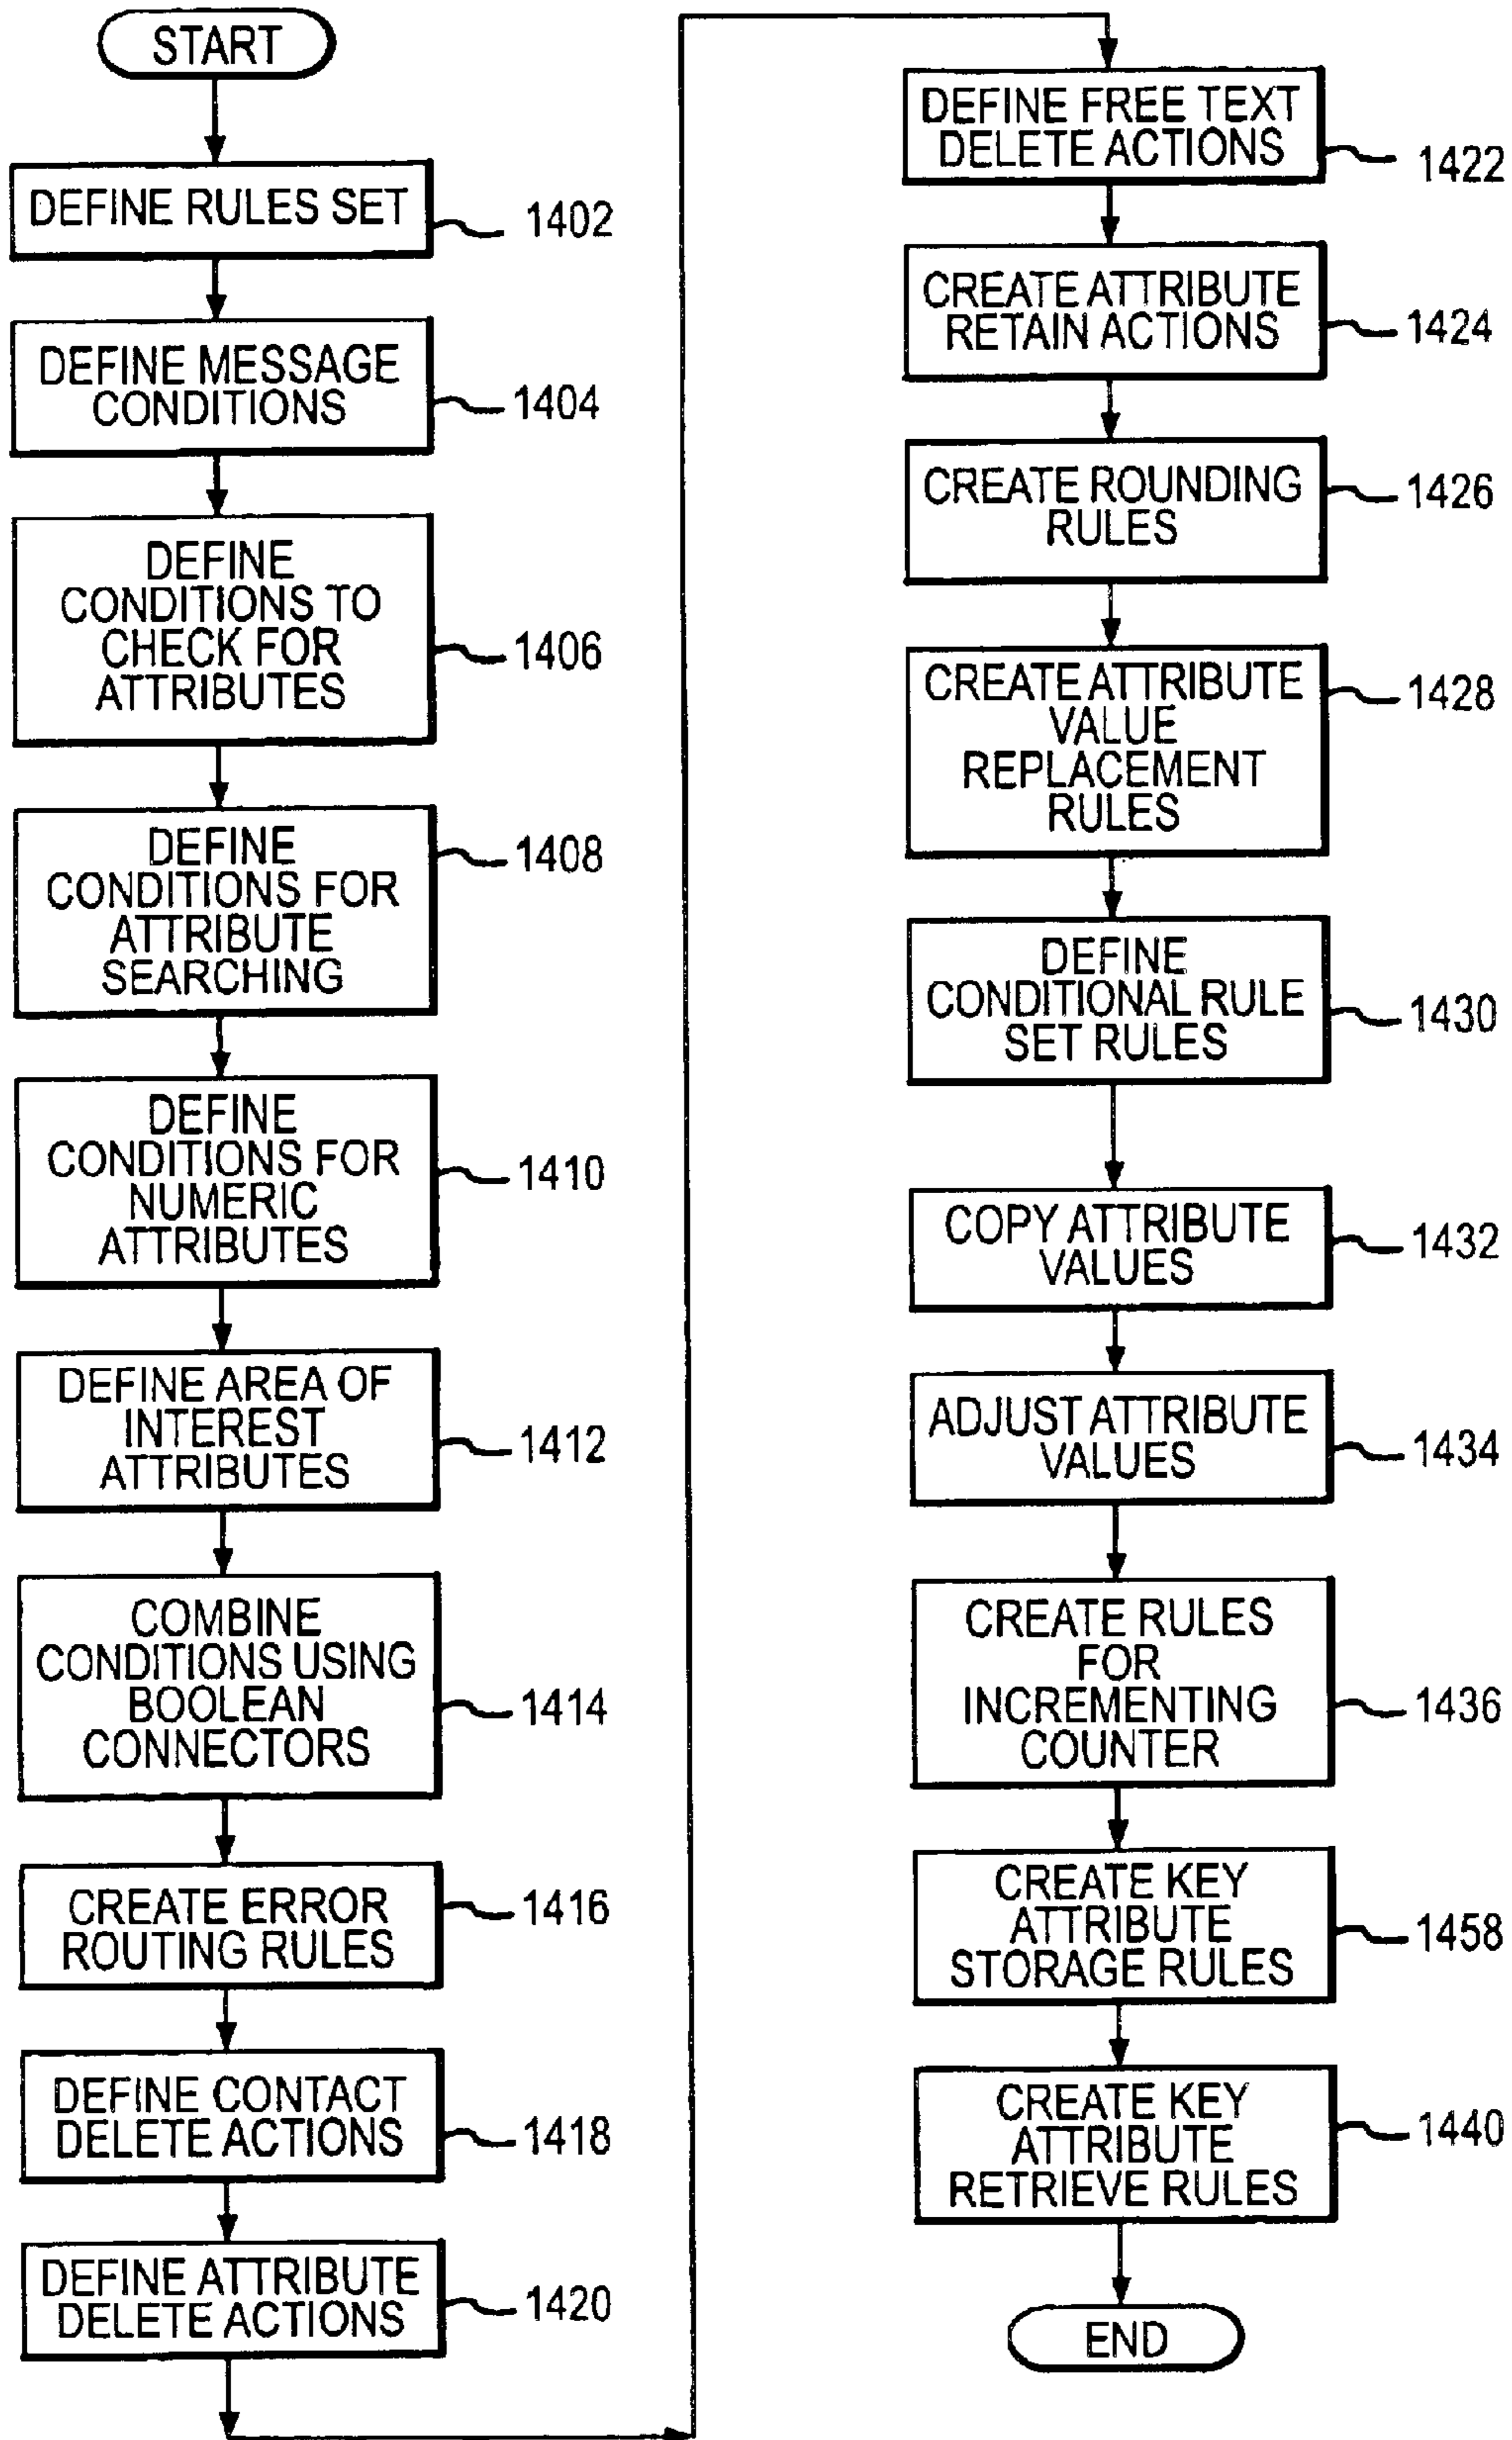 START
DEFINE RULES SET
1402
DEFINE MESSAGE
CONDITIONS
1404
DEFINE
CONDITIONS TO
CHECK FOR
ATTRIBUTES
1406
DEFINE
CONDITIONS FOR
ATTRIBUTE
SEARCHING
1408
DEFINE
CONDITIONS FOR
NUMERIC
ATTRIBUTES
1410
DEFINE AREA OF
INTEREST
ATTRIBUTES
1412
COMBINE
CONDITIONS USING
BOOLEAN
CONNECTORS
1414
CREATE ERROR
ROUTING RULES
1416
DEFINE CONTACT
DELETE ACTIONS
1418
DEFINE ATTRIBUTE
DELETE ACTIONS
1420
DEFINE FREE TEXT
DELETE ACTIONS
1422
CREATE ATTRIBUTE
RETAIN ACTIONS
1424
CREATE ROUNDING
RULES
1426
CREATE ATTRIBUTE
VALUE
REPLACEMENT
RULES
1428
DEFINE
CONDITIONAL RULE
SET RULES
1430
COPY ATTRIBUTE
VALUES
1432
ADJUST ATTRIBUTE
VALUES
1434
CREATE RULES
FOR
INCREMENTING
COUNTER
1436
CREATE KEY
ATTRIBUTE
STORAGE RULES
1458
CREATE KEY
ATTRIBUTE
RETRIEVE RULES
1440
END